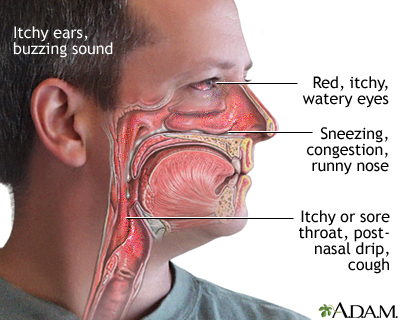 Itchy ears,
buzzing sound
Red, itchy,
watery eyes
Sneezing,
congestion,
runny nose
Itchy or sore
throat, post-
nasal drip,
cough
ADAM.